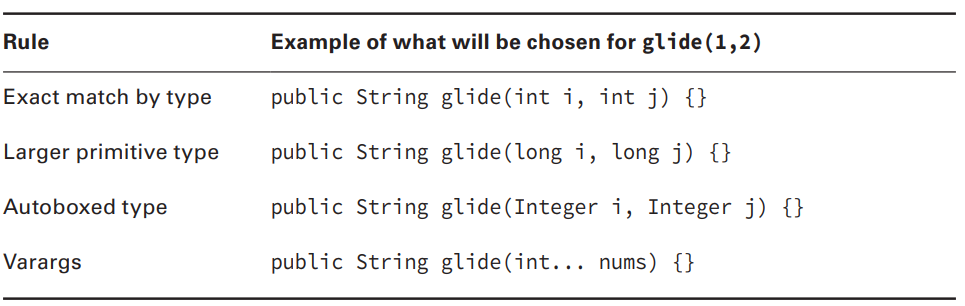 Rule Example of what will be chosen for glide(1,2)
Exact match by type public String glide(int i, int j) {}
Larger primitive type public String glide(long i, long j) {}
Autoboxed type public String glide(Integer i, Integer j) {}
Varargs public String glide(int... nums) {}